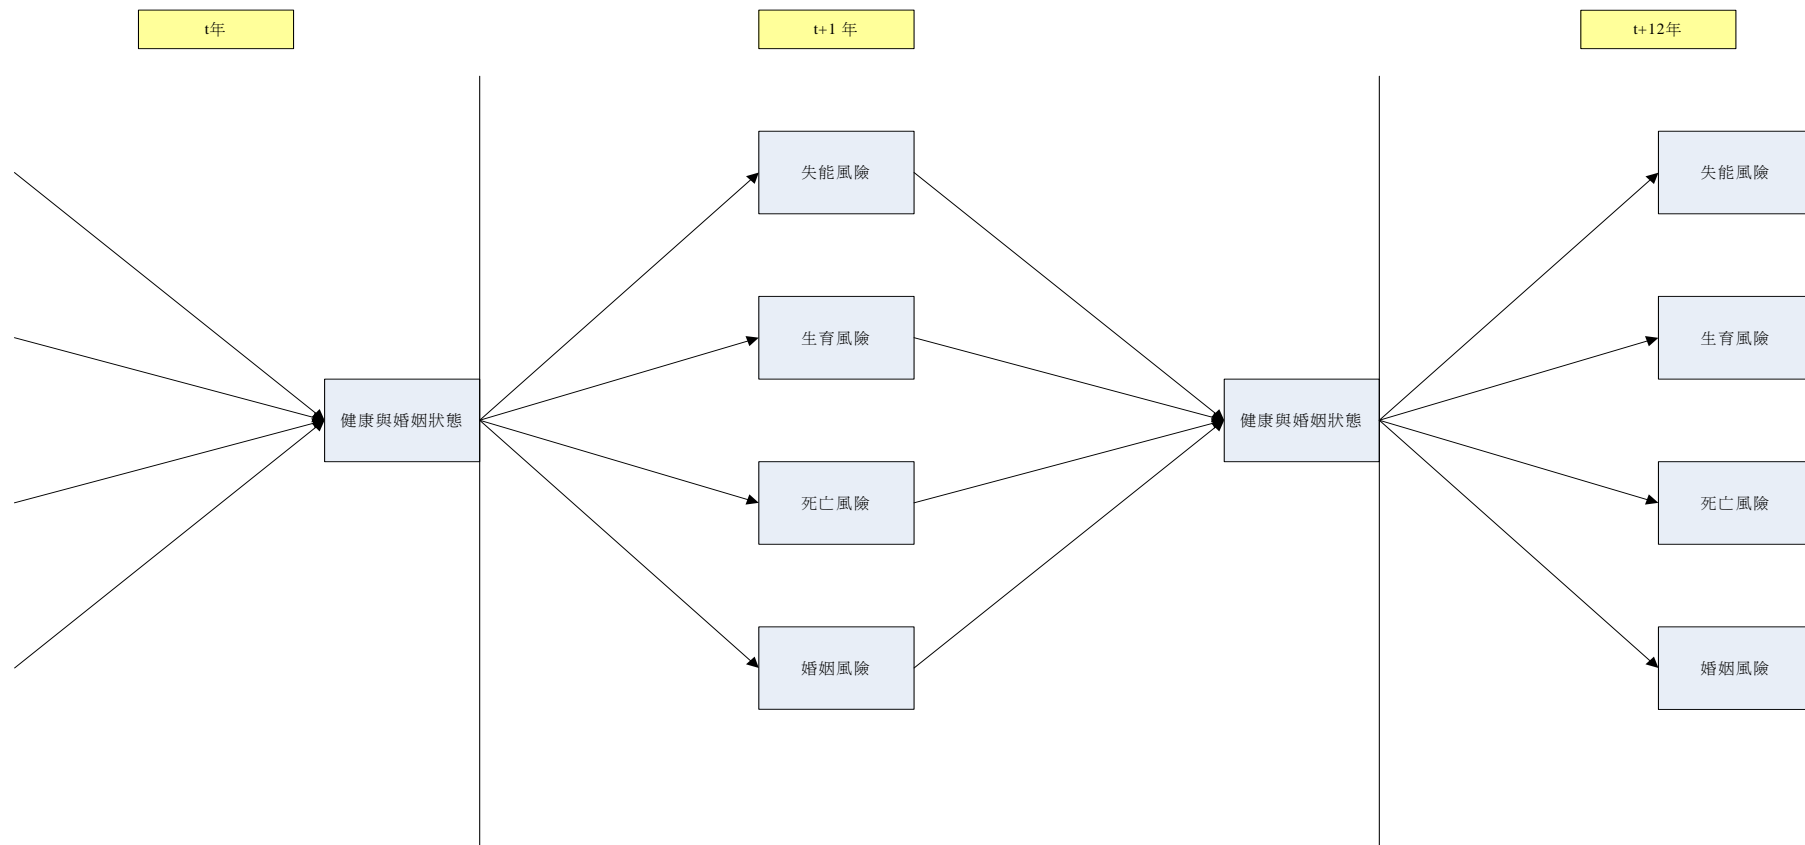 t年
t+1 年
t+12年
失能風險
失能風險
生育風險
生育風險
健康與婚姻狀態
健康與婚姻狀態
死亡風險
死亡風險
婚姻風險
婚姻風險